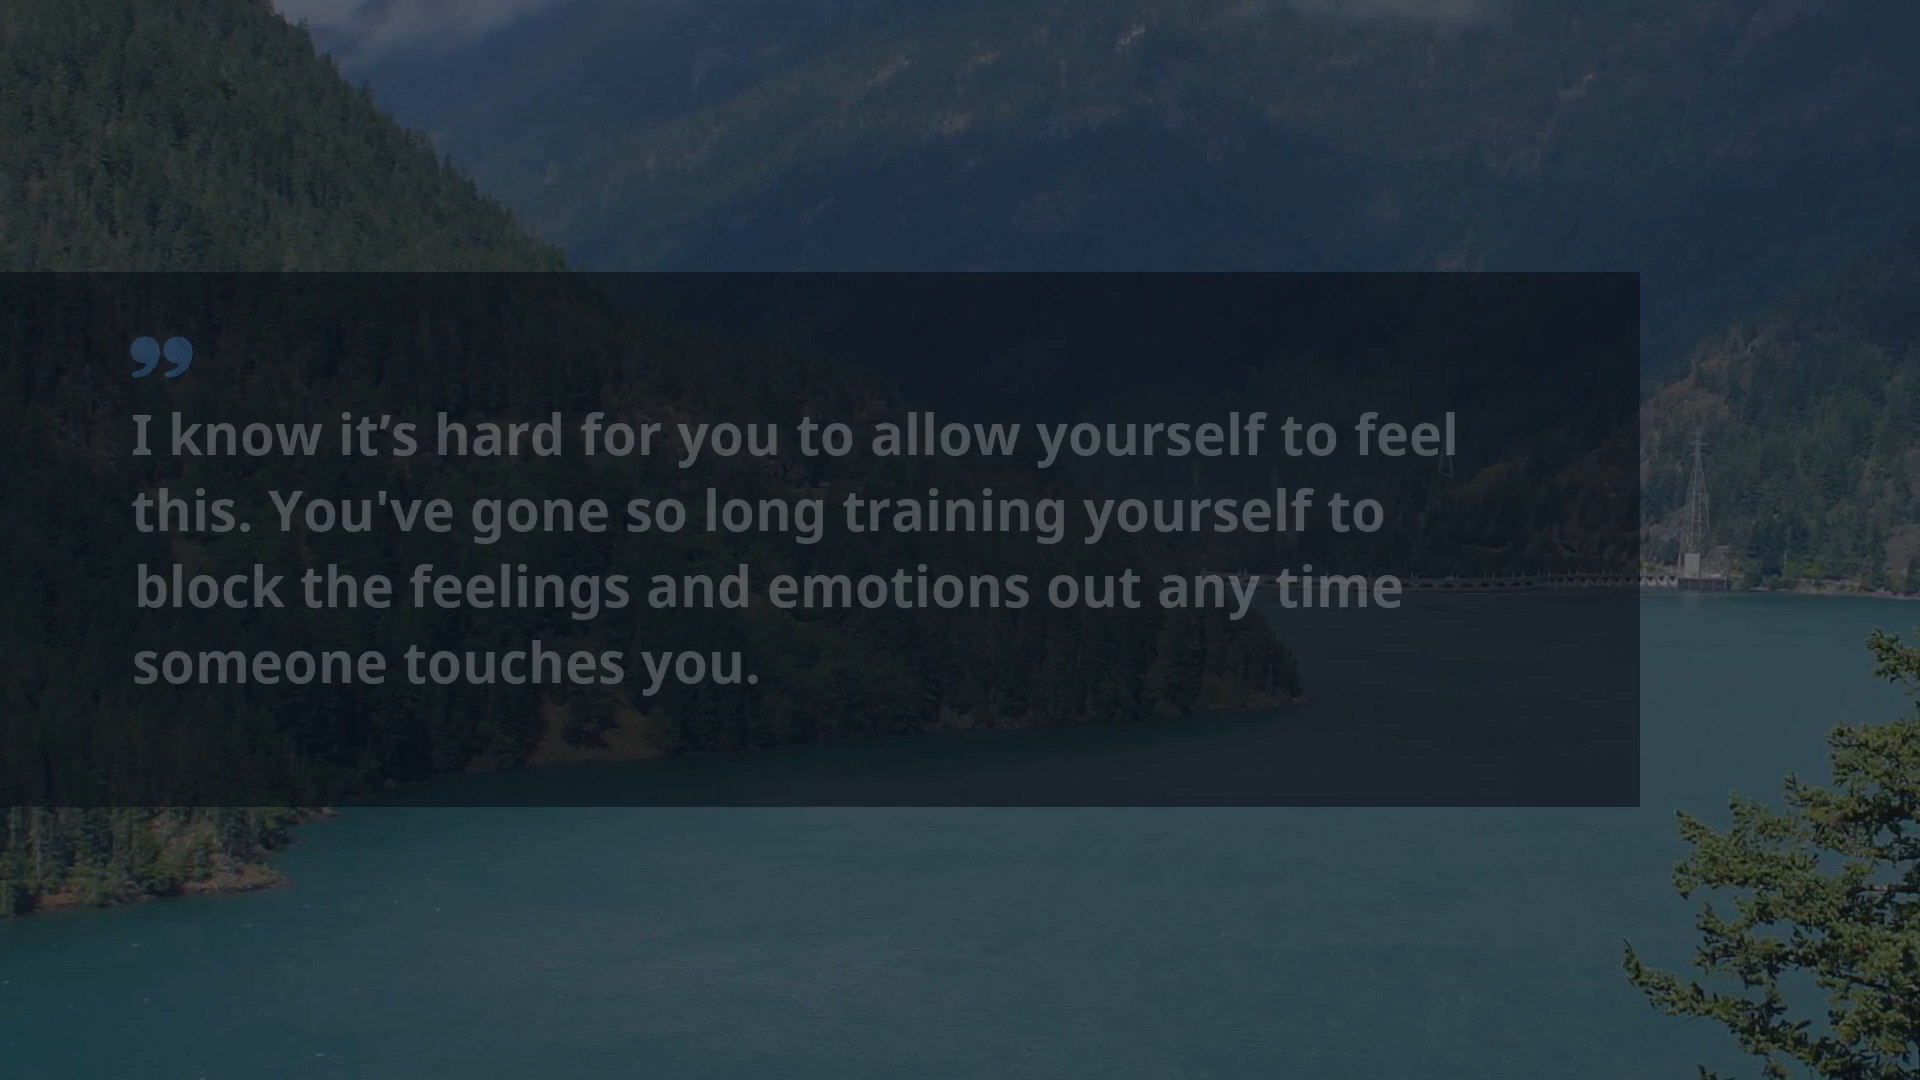 ”
I know it’s hard for you to allow yourself to feel
this. You've gone so long training yourself to
block the feelings and emotions out any time
someone touches you.